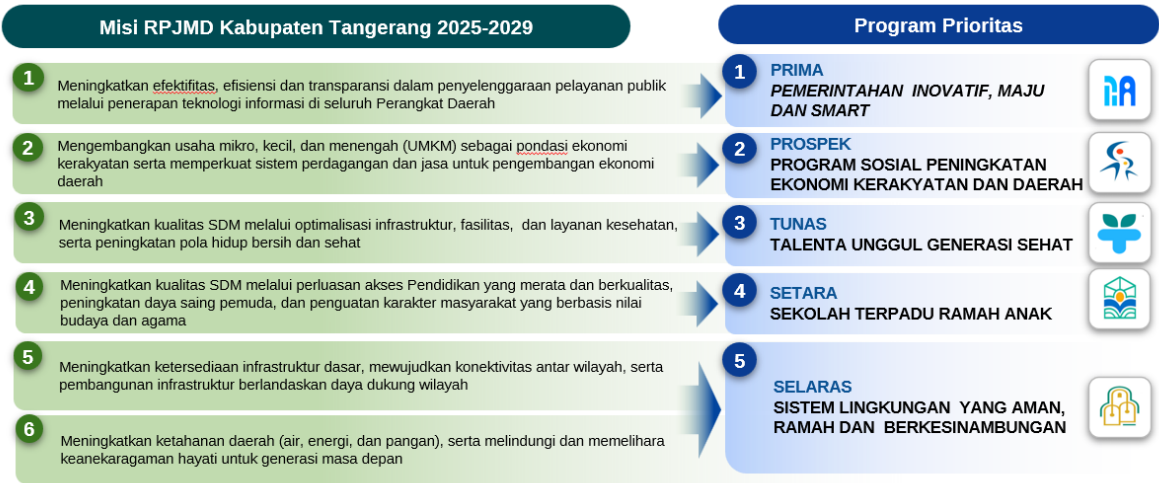 Misi RPJMD Kabupaten Tangerang 2025-2029
Program Prioritas
1
Meningkatkan efektifitas, efisiensi dan transparansi dalam penyelenggaraan pelayanan publik
melalui penerapan teknologi informasi di seluruh Perangkat Daerah
1
PRIMA
PEMERINTAHAN INOVATIF, MAJU
DAN SMART
2
Mengembangkan usaha mikro, kecil, dan menengah (UMKM) sebagai pondasi ekonomi
kerakyatan serta memperkuat sistem perdagangan dan jasa untuk pengembangan ekonomi
daerah
2
PROSPEK
PROGRAM SOSIAL PENINGKATAN
EKONOMI KERAKYATAN DAN DAERAH
3
Meningkatkan kualitas SDM melalui optimalisasi infrastruktur, fasilitas, dan layanan kesehatan,
serta peningkatan pola hidup bersih dan sehat
3
TUNAS
TALENTA UNGGUL GENERASI SEHAT
4
Meningkatkan kualitas SDM melalui perluasan akses Pendidikan yang merata dan berkualitas,
peningkatan daya saing pemuda, dan penguatan karakter masyarakat yang berbasis nilai
budaya dan agama
4
SETARA
SEKOLAH TERPADU RAMAH ANAK
5
Meningkatkan ketersediaan infrastruktur dasar, mewujudkan konektivitas antar wilayah, serta
pembangunan infrastruktur berlandaskan daya dukung wilayah
6
Meningkatkan ketahanan daerah (air, energi, dan pangan), serta melindungi dan memelihara
keanekaragaman hayati untuk generasi masa depan
5
SELARAS
SISTEM LINGKUNGAN YANG AMAN,
RAMAH DAN BERKESINAMBUNGAN